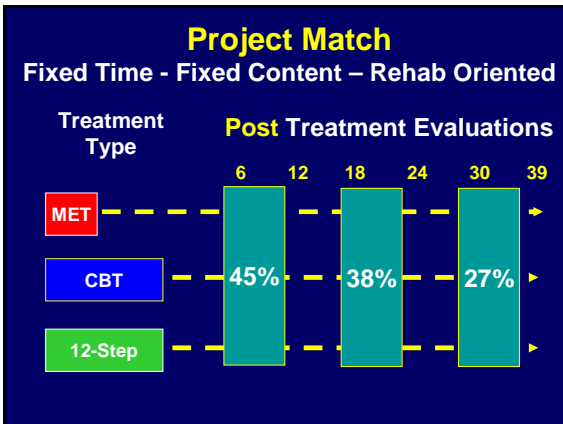 Project Match
Fixed Time - Fixed Content – Rehab Oriented
Treatment
Type
Post Treatment Evaluations
6 12 18 24 30 39
MET
CBT
45% 38% 27%
12-Step